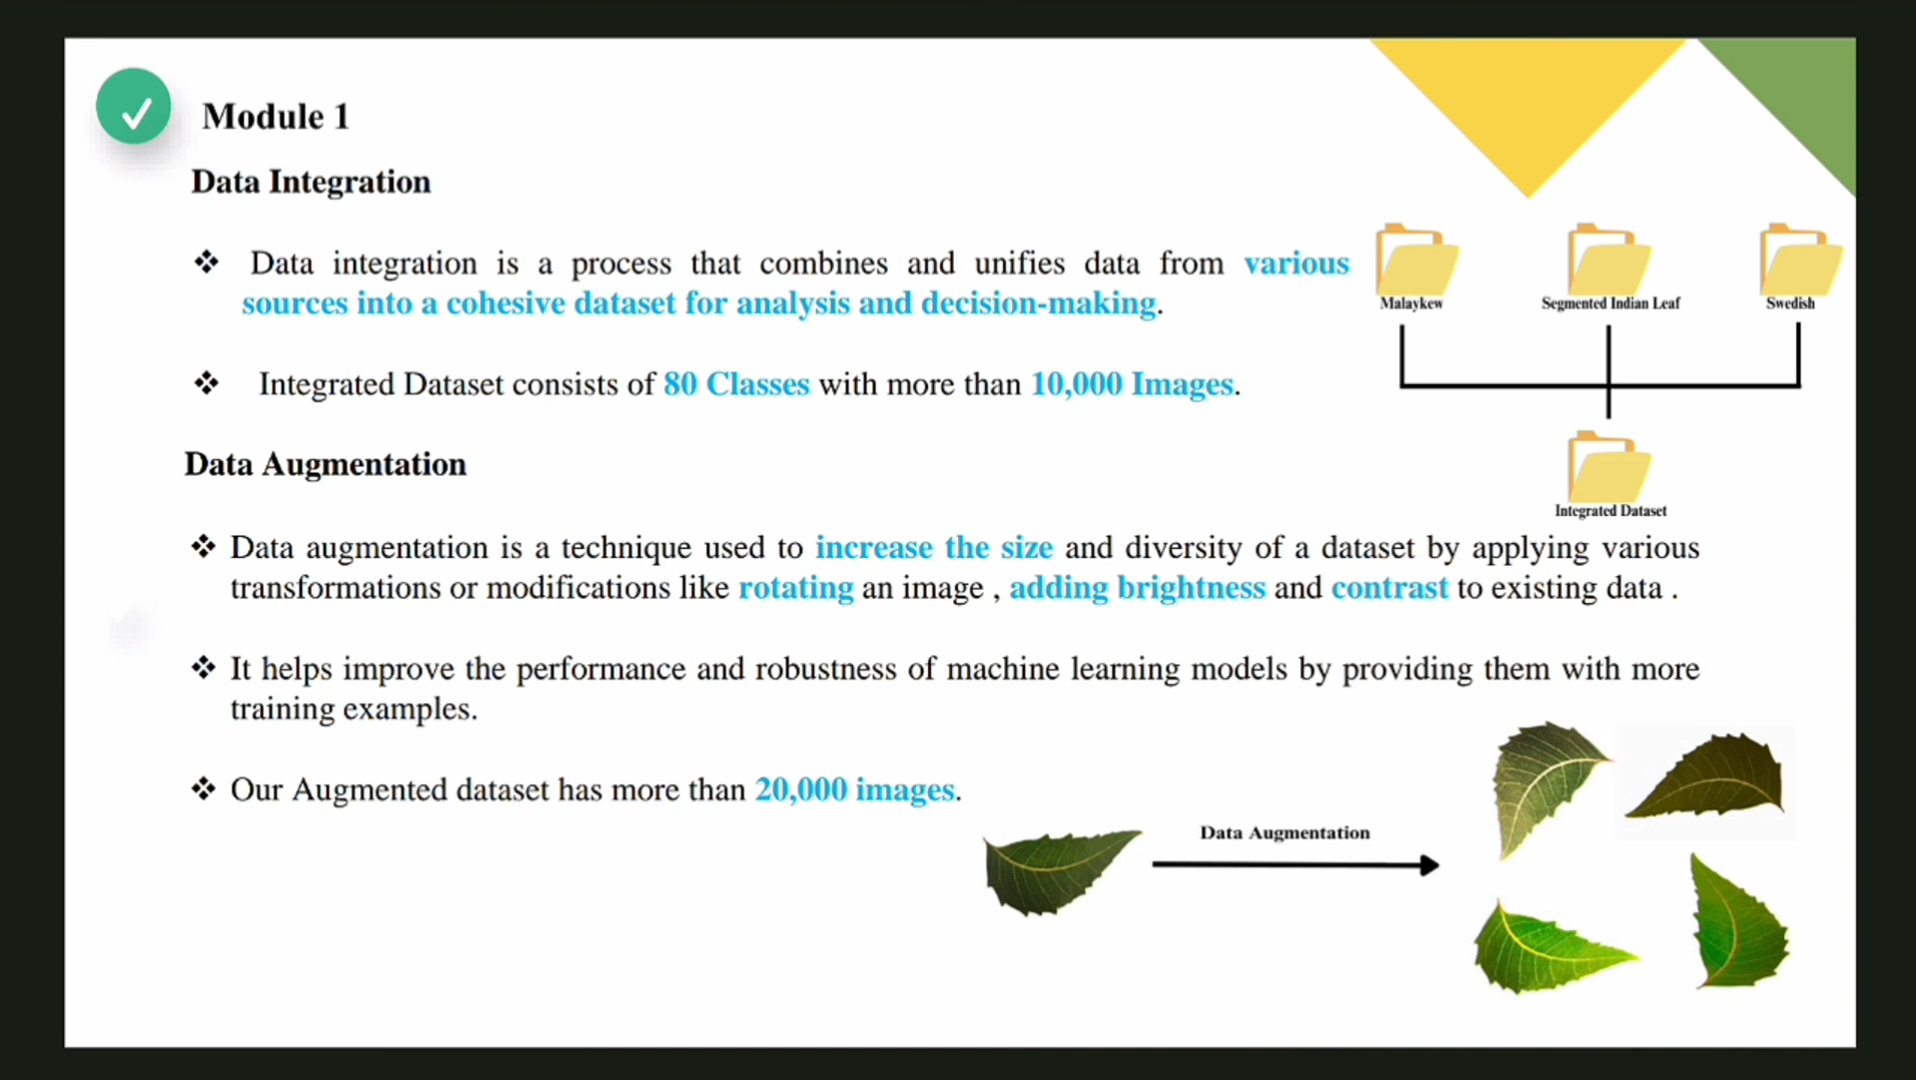 Module 1
Data Integration
❖ Data integration is a process that combines and unifies data from various
sources into a cohesive dataset for analysis and decision-making.
Malaykew
Segmented Indian Leaf
Swedish
❖ Integrated Dataset consists of 80 Classes with more than 10,000 Images.
Integrated Dataset
Data Augmentation
❖ Data augmentation is a technique used to increase the size and diversity of a dataset by applying various
transformations or modifications like rotating an image , adding brightness and contrast to existing data .
❖ It helps improve the performance and robustness of machine learning models by providing them with more
training examples.
❖ Our Augmented dataset has more than 20,000 images.
Data Augmentation